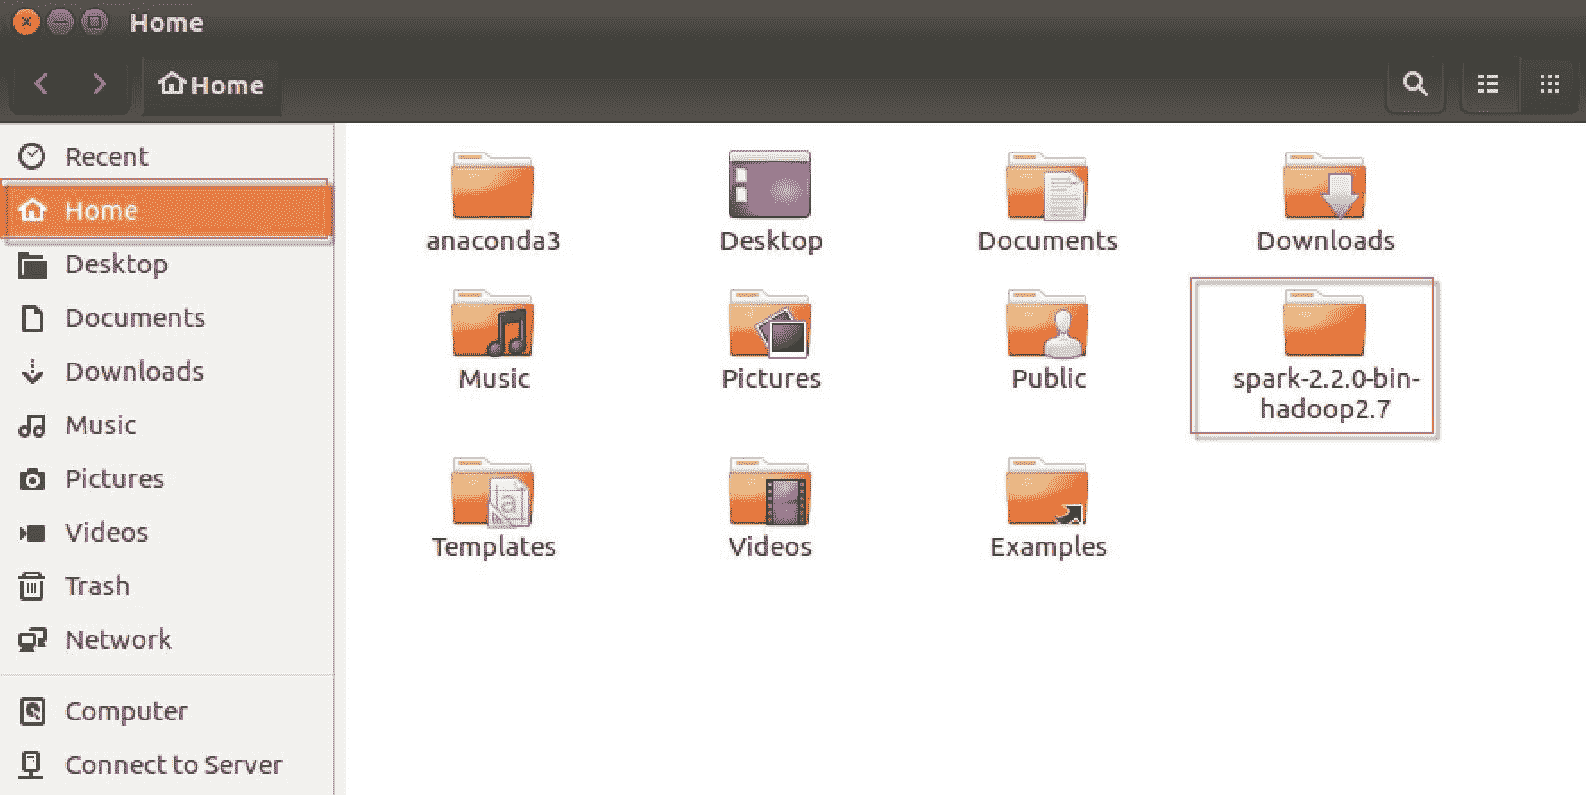 Home
Home
Recent
Home
Desktop
Documents
Downloads
Music
Pictures
Videos
Trash
Network
Computer
Connect to Server
anaconda3
Desktop
Documents
Downloads
Music
Pictures
Public
spark-2.2.0-bin-
hadoop2.7
Templates
Videos
Examples